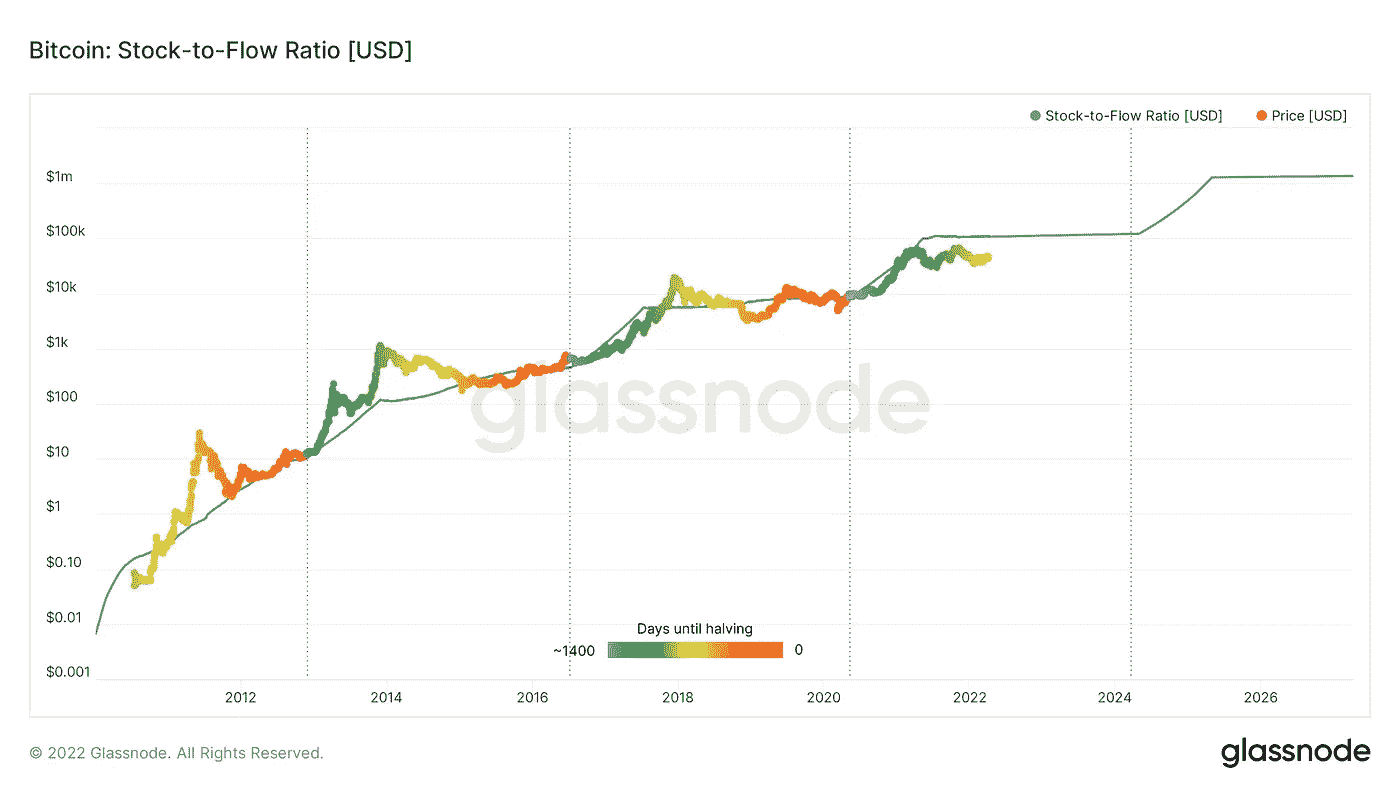 Bitcoin: Stock-to-Flow Ratio [USD]
Stock-to-Flow Ratio [USD] Price [USD]
$1m
$100k
$10k
$1k
$100
$10
$1
$0.10
$0.01
$0.001
glassnode
Days until halving
~1400 0
2012 2014 2016 2018 2020 2022 2024 2026
© 2022 Glassnode. All Rights Reserved.
glassnode